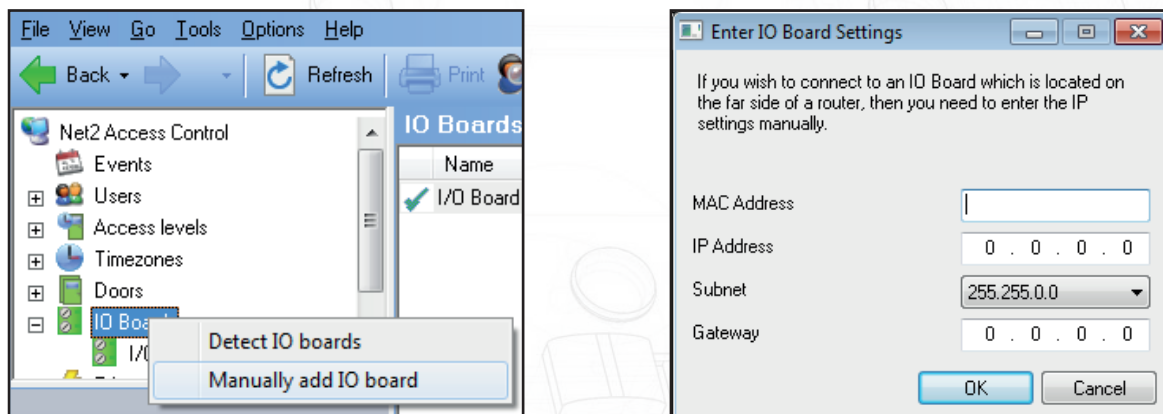 File View Go Tools Options Help
Back Refresh Print
Net2 Access Control
Events
Users
Access levels
Timezones
Doors
IO Boards
Name
I/O Board
Detect IO boards
Manually add IO board
Enter IO Board Settings
If you wish to connect to an IO Board which is located on
the far side of a router, then you need to enter the IP
settings manually.
MAC Address
IP Address 0 . 0 . 0 . 0
Subnet 255.255.0.0
Gateway 0 . 0 . 0 . 0
OK Cancel